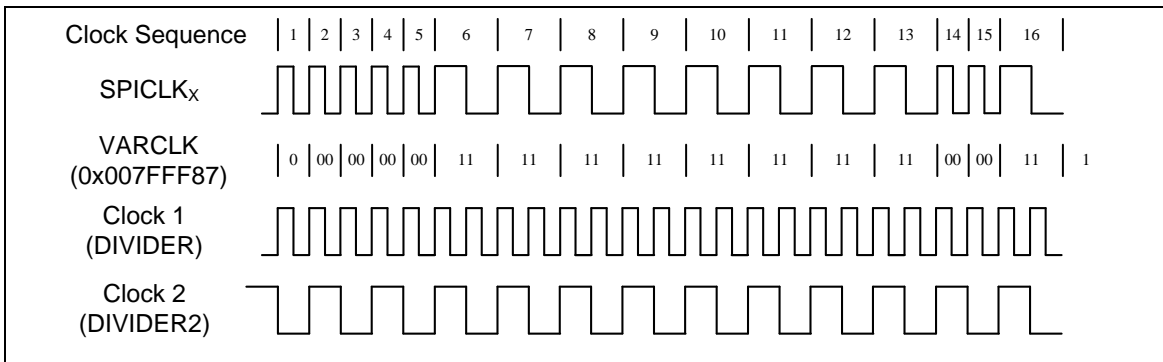 Clock Sequence 1 2 3 4 5 6 7 8 9 10 11 12 13 14 15 16
SPICLKX
VARCLK
(0x007FFF87)
0 00 00 00 00 11 11 11 11 11 11 11 11 00 00 11 1
Clock 1
(DIVIDER)
Clock 2
(DIVIDER2)